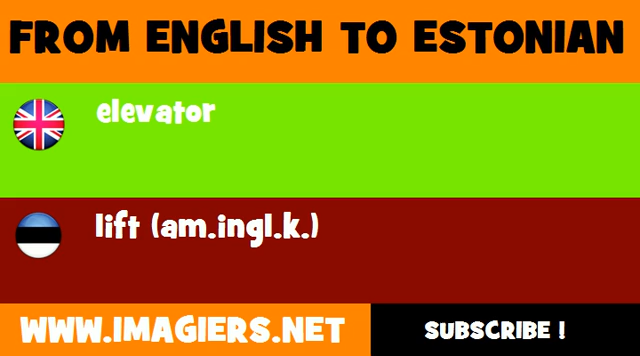 FROM ENGLISH TO ESTONIAN
elevator
lift (am.ingl.k.)
WWW.IMAGIERS.NET
SUBSCRIBE !